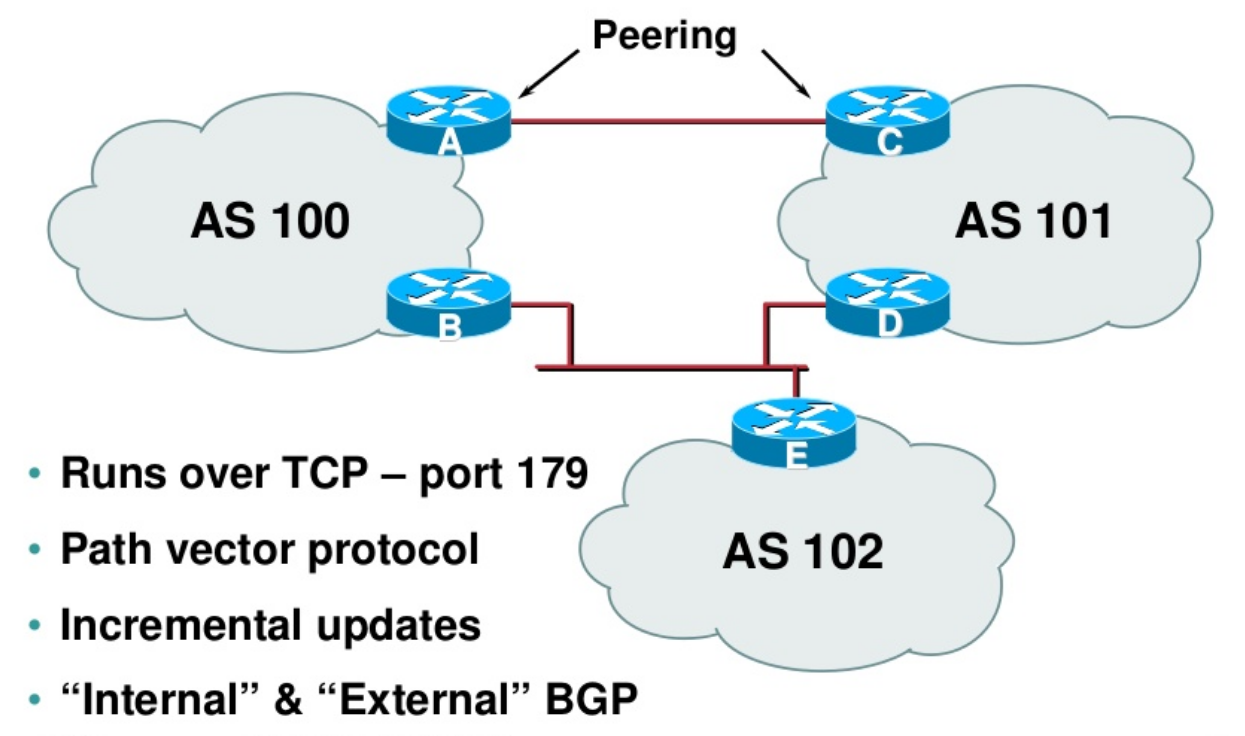 Peering
A
C
AS 100
AS 101
B
D
E
AS 102
• Runs over TCP – port 179
• Path vector protocol
• Incremental updates
• “Internal” & “External” BGP